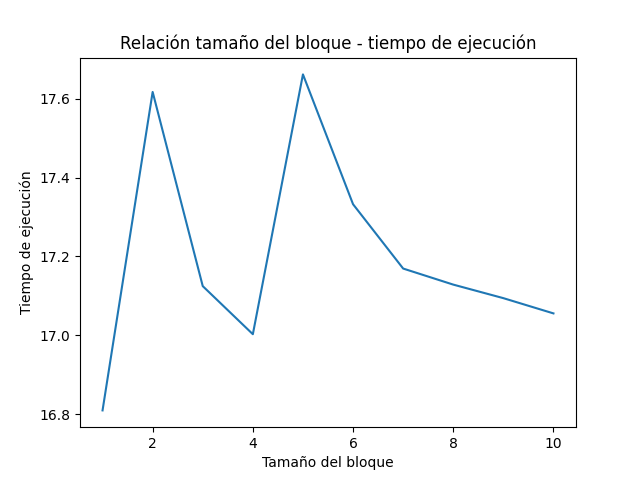 Relación tamaño del bloque - tiempo de ejecución
17.6
17.4
17.2
17.0
16.8
Tiempo de ejecución
2 4 6 8 10
Tamaño del bloque